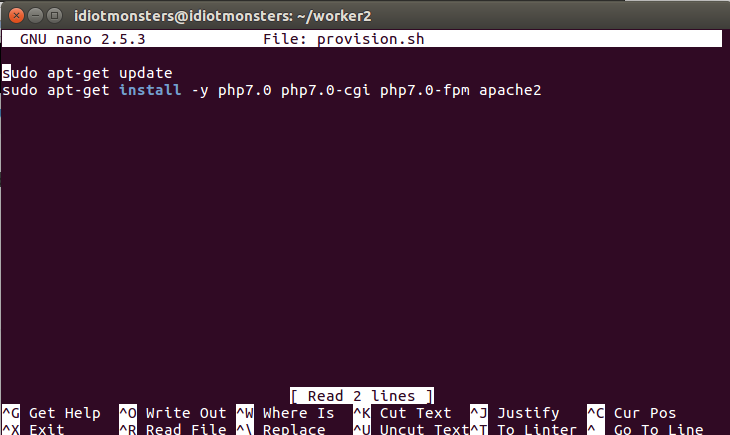 idiotmonsters@idiotmonsters: ~/worker2
GNU nano 2.5.3 File: provision.sh
sudo apt-get update
sudo apt-get install -y php7.0 php7.0-cgi php7.0-fpm apache2
[ Read 2 lines ]
^G Get Help ^O Write Out ^W Where Is ^K Cut Text ^J Justify ^C Cur Pos
^X Exit ^R Read File ^\ Replace ^U Uncut Text^T To Linter ^_ Go To Line